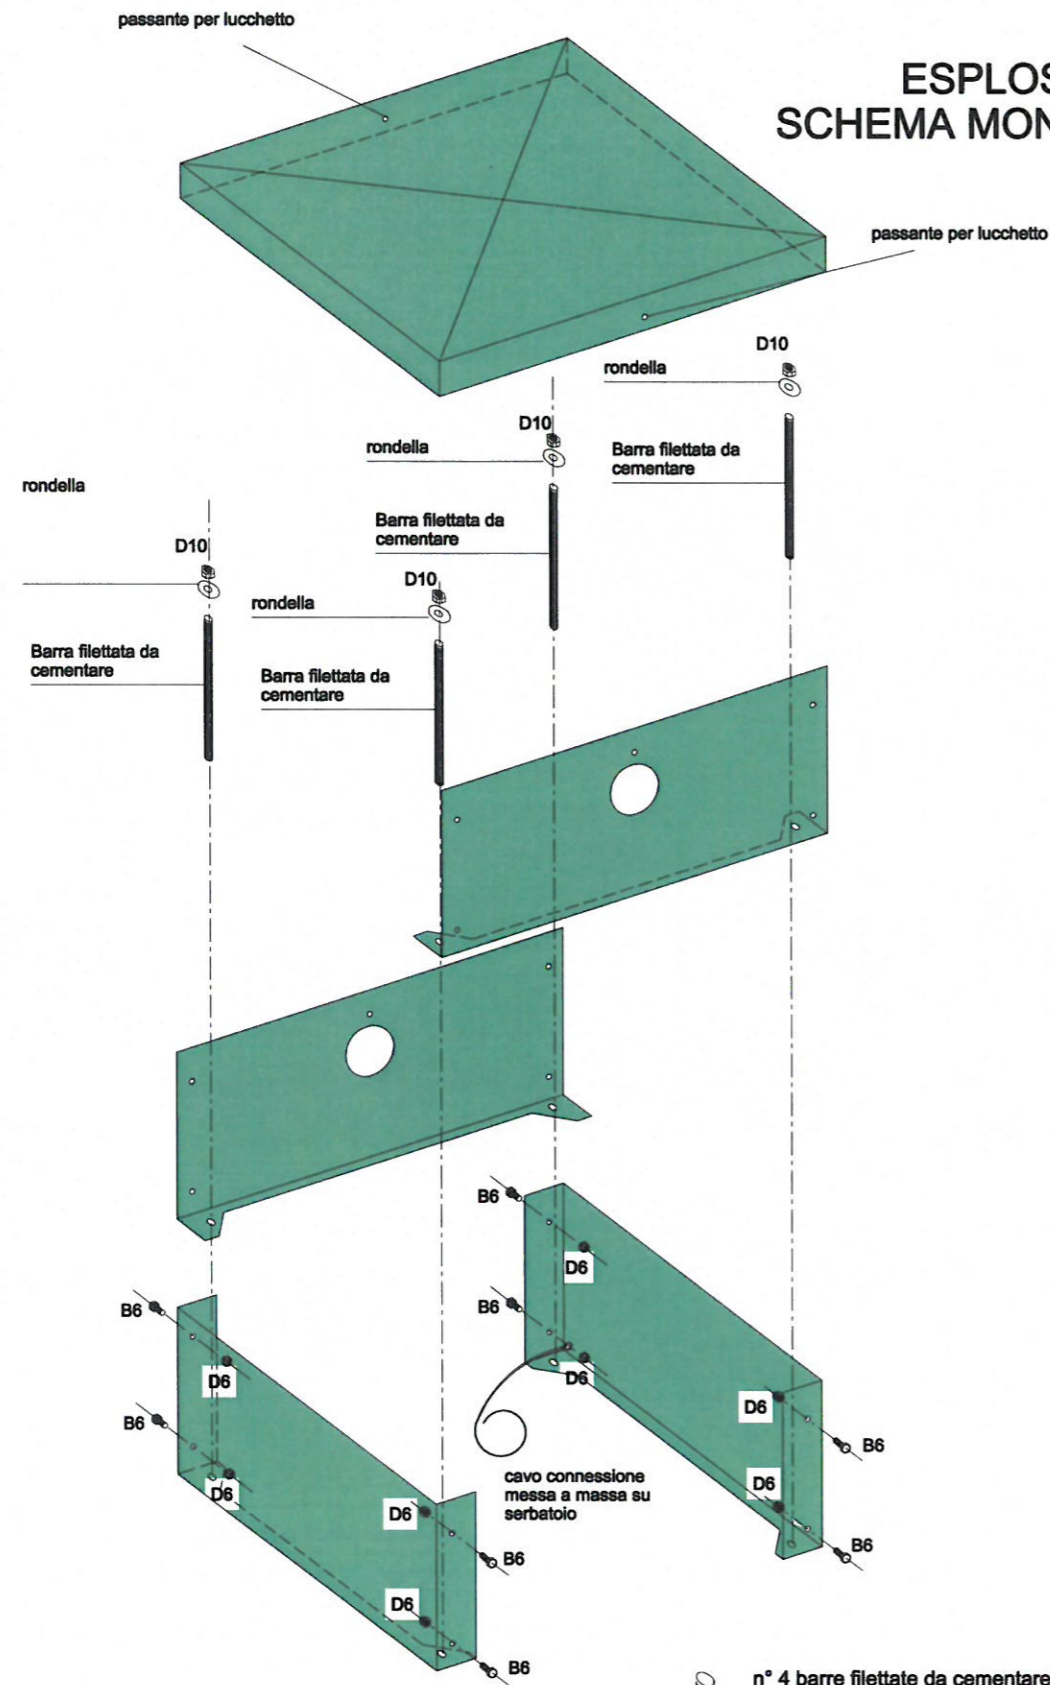 passante per lucchetto
ESPLOS
SCHEMA MON
passante per lucchetto
D10
rondella
D10
rondella
Barra filettata da
cementare
rondella
Barra filettata da
cementare
D10
D10
rondella
Barra filettata da
cementare
Barra filettata da
cementare
B6
D6
B6
B6
D6
D6
D6
B6
B6
D6
cavo connessione
messa a massa su
serbatoio
D6
D6
B6
B6
D6
B6
n° 4 barre filettate da cementare